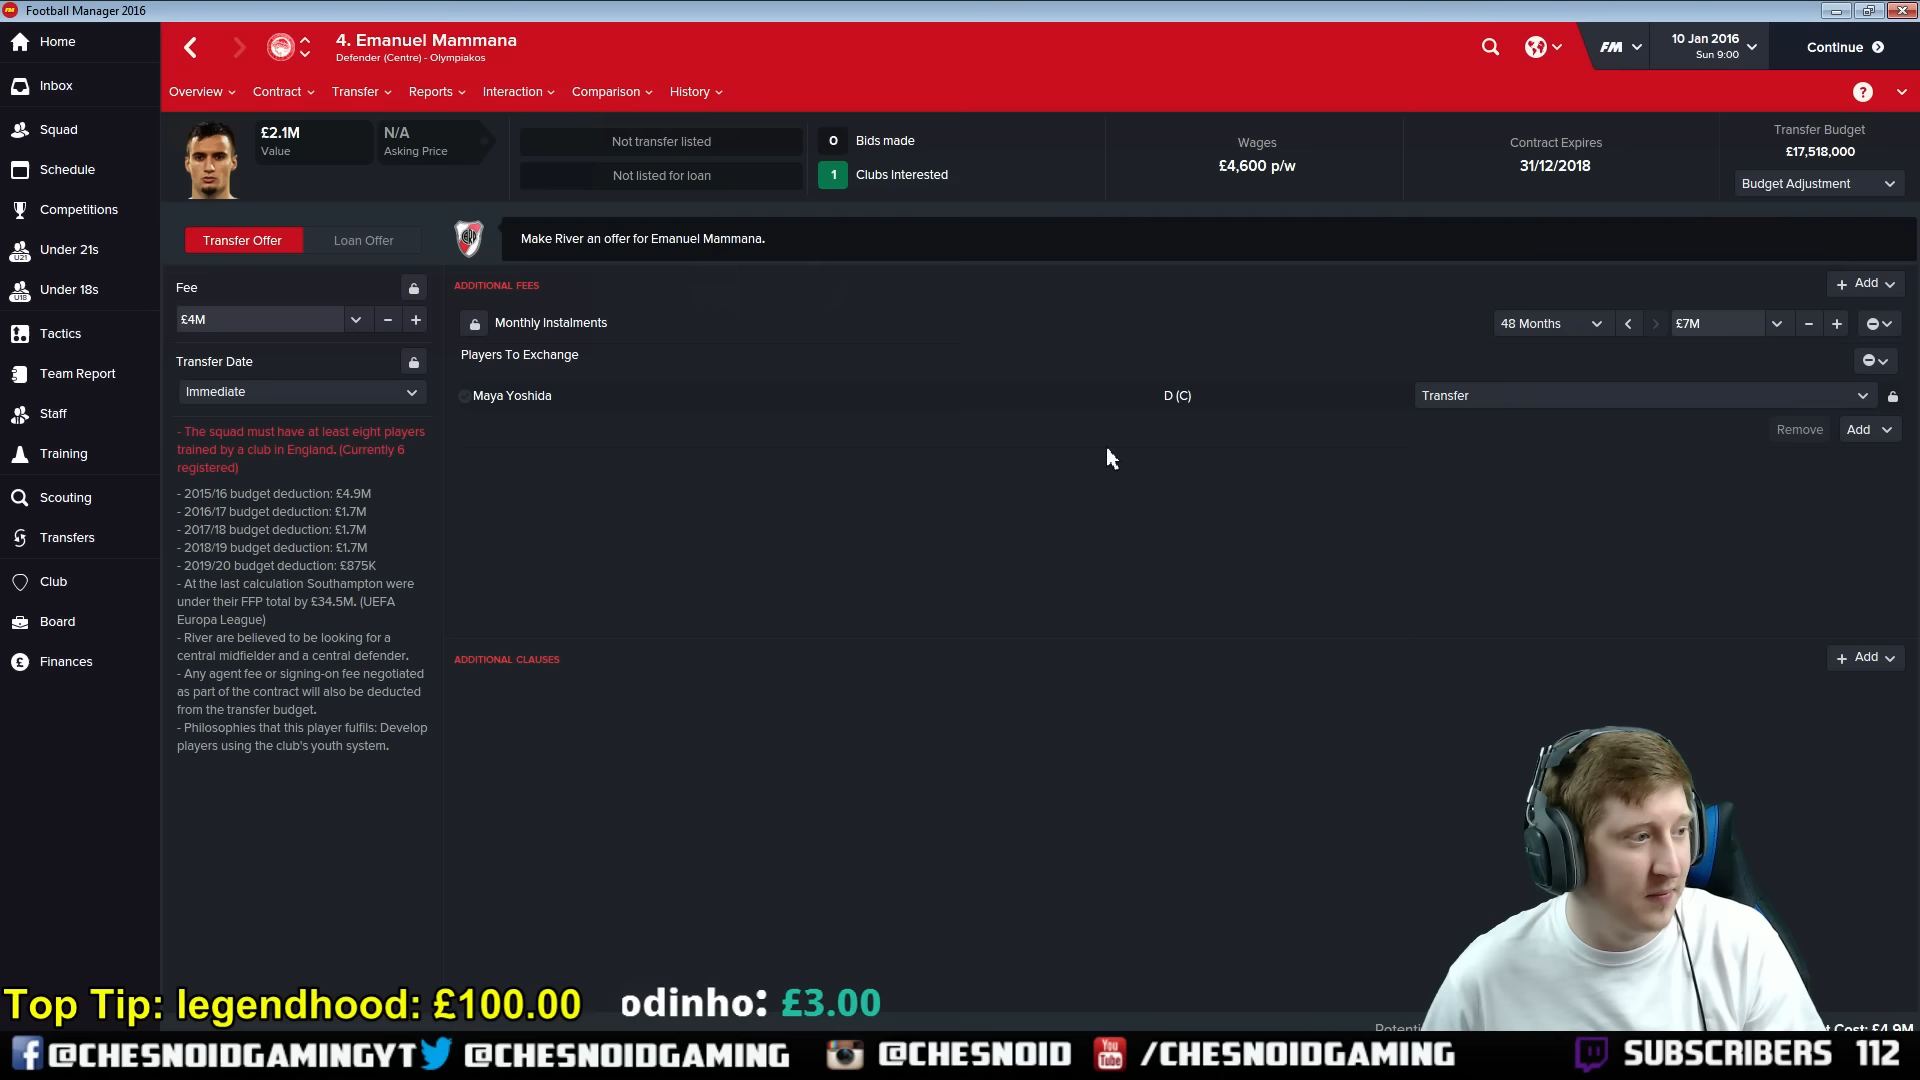 Football Manager 2016
Home
Inbox
Squad
Schedule
Competitions
Under 21s
Under 18s
Tactics
Team Report
Staff
Training
Scouting
Transfers
Club
Board
Finances
4. Emanuel Mammana
Defender (Centre) - Olympiakos
FM
10 Jan 2016
Sun 9:00
Continue
Overview Contract Transfer Reports Interaction Comparison History
?
£2.1M
Value
N/A
Asking Price
Not transfer listed
Not listed for loan
0 Bids made
1 Clubs Interested
Wages
£4,600 p/w
Contract Expires
31/12/2018
Transfer Budget
£17,518,000
Budget Adjustment
Transfer Offer Loan Offer
Make River an offer for Emanuel Mammana.
Fee
£4M
Transfer Date
Immediate
- The squad must have at least eight players
trained by a club in England. (Currently 6
registered)
- 2015/16 budget deduction: £4.9M
- 2016/17 budget deduction: £1.7M
- 2017/18 budget deduction: £1.7M
- 2018/19 budget deduction: £1.7M
- 2019/20 budget deduction: £875K
- At the last calculation Southampton were
under their FFP total by £34.5M. (UEFA
Europa League)
- River are believed to be looking for a
central midfielder and a central defender.
- Any agent fee or signing-on fee negotiated
as part of the contract will also be deducted
from the transfer budget.
- Philosophies that this player fulfils: Develop
players using the club's youth system.
ADDITIONAL FEES
+ Add
Monthly Instalments 48 Months £7M
Players To Exchange
Maya Yoshida D (C) Transfer
Remove Add
ADDITIONAL CLAUSES
+ Add
Top Tip: legendhood: £100.00 odinho: £3.00
Cost: £4.9M
@CHESNOIDGAMINGYT @CHESNOIDGAMING @CHESNOID /CHESNOIDGAMING SUBSCRIBERS 112